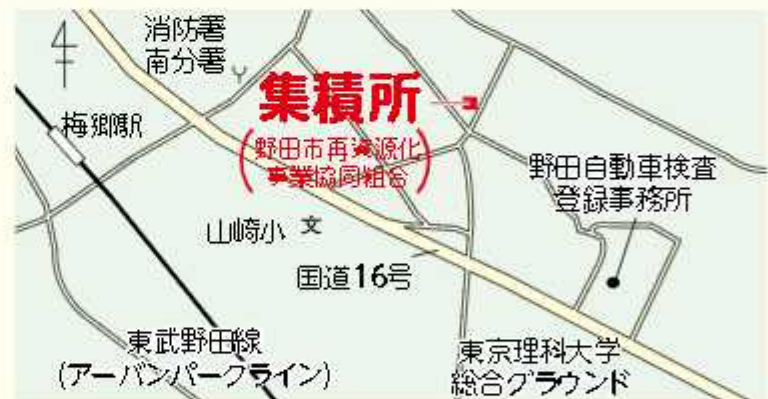 消防署
南分署
集積所
(野田市再資源化
事業協同組合)
梅郷駅
野田自動車検査
登録事務所
山崎小
文
国道16号
東武野田線
(アーバンパークライン)
東京理科大学
総合グラウンド